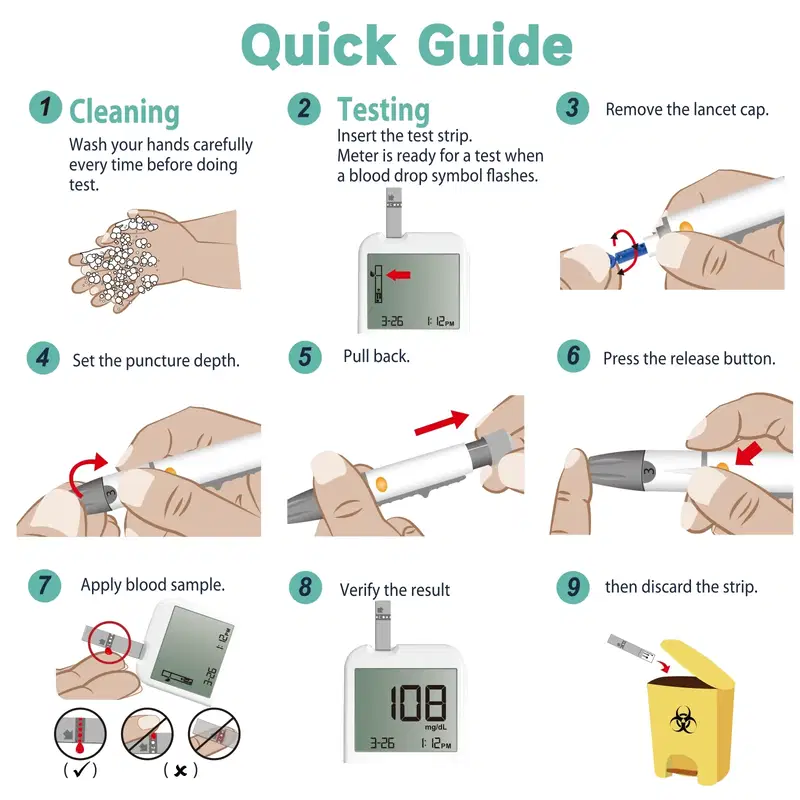 Quick Guide
1 Cleaning
Wash your hands carefully
every time before doing
test.
2 Testing
Insert the test strip.
Meter is ready for a test when
a blood drop symbol flashes.
3-26 1:12PM
3 Remove the lancet cap.
4 Set the puncture depth.
3
5 Pull back.
6 Press the release button.
3
7 Apply blood sample.
3-26 1:12PM
(✓) (✗)
8 Verify the result
108
mg/dL
3-26 1:12PM
9 then discard the strip.